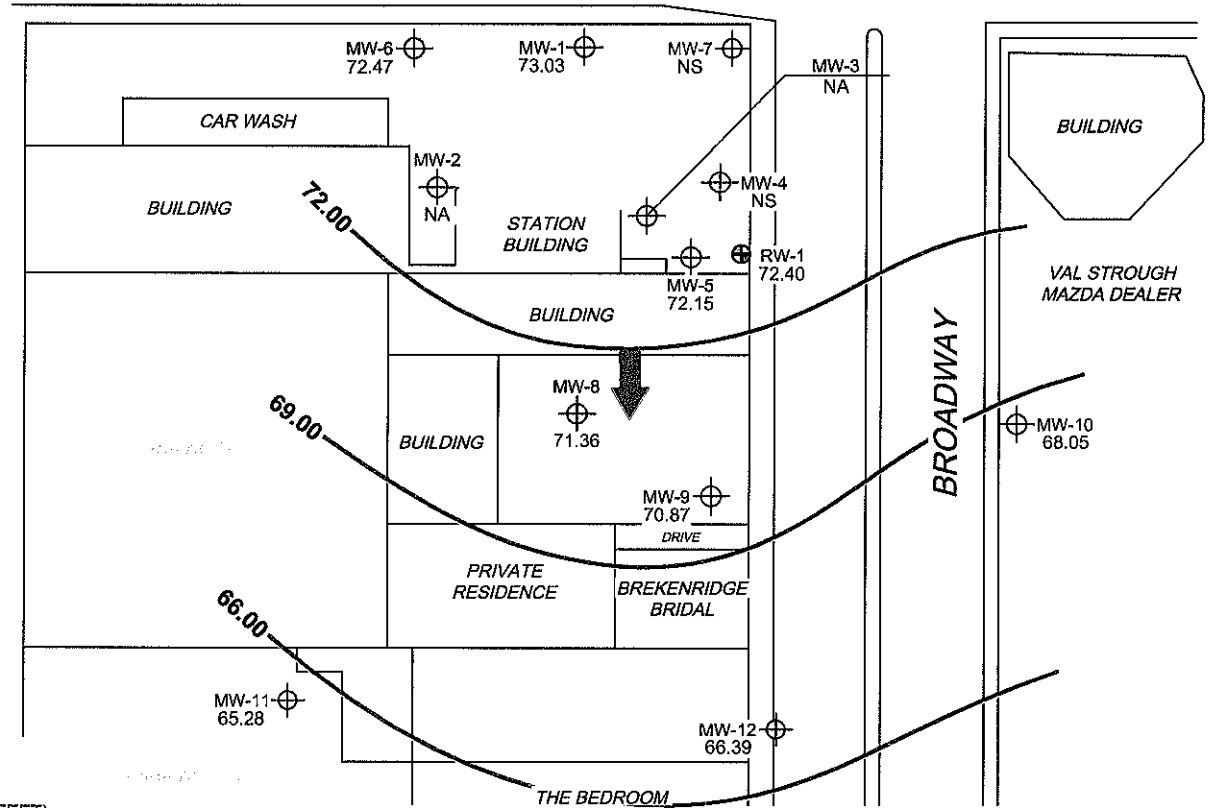 MW-6
72.47
MW-1
73.03
MW-7
NS
MW-3
NA
CAR WASH
BUILDING
MW-2
NA
MW-4
NS
BUILDING
72.00
STATION
BUILDING
RW-1
72.40
MW-5
72.15
VAL STROUGH
MAZDA DEALER
BUILDING
BROADWAY
MW-8
71.36
69.00
BUILDING
MW-10
68.05
MW-9
70.87
DRIVE
PRIVATE
RESIDENCE
BREKENRIDGE
BRIDAL
66.00
MW-11
65.28
MW-12
66.39
THE BEDROOM